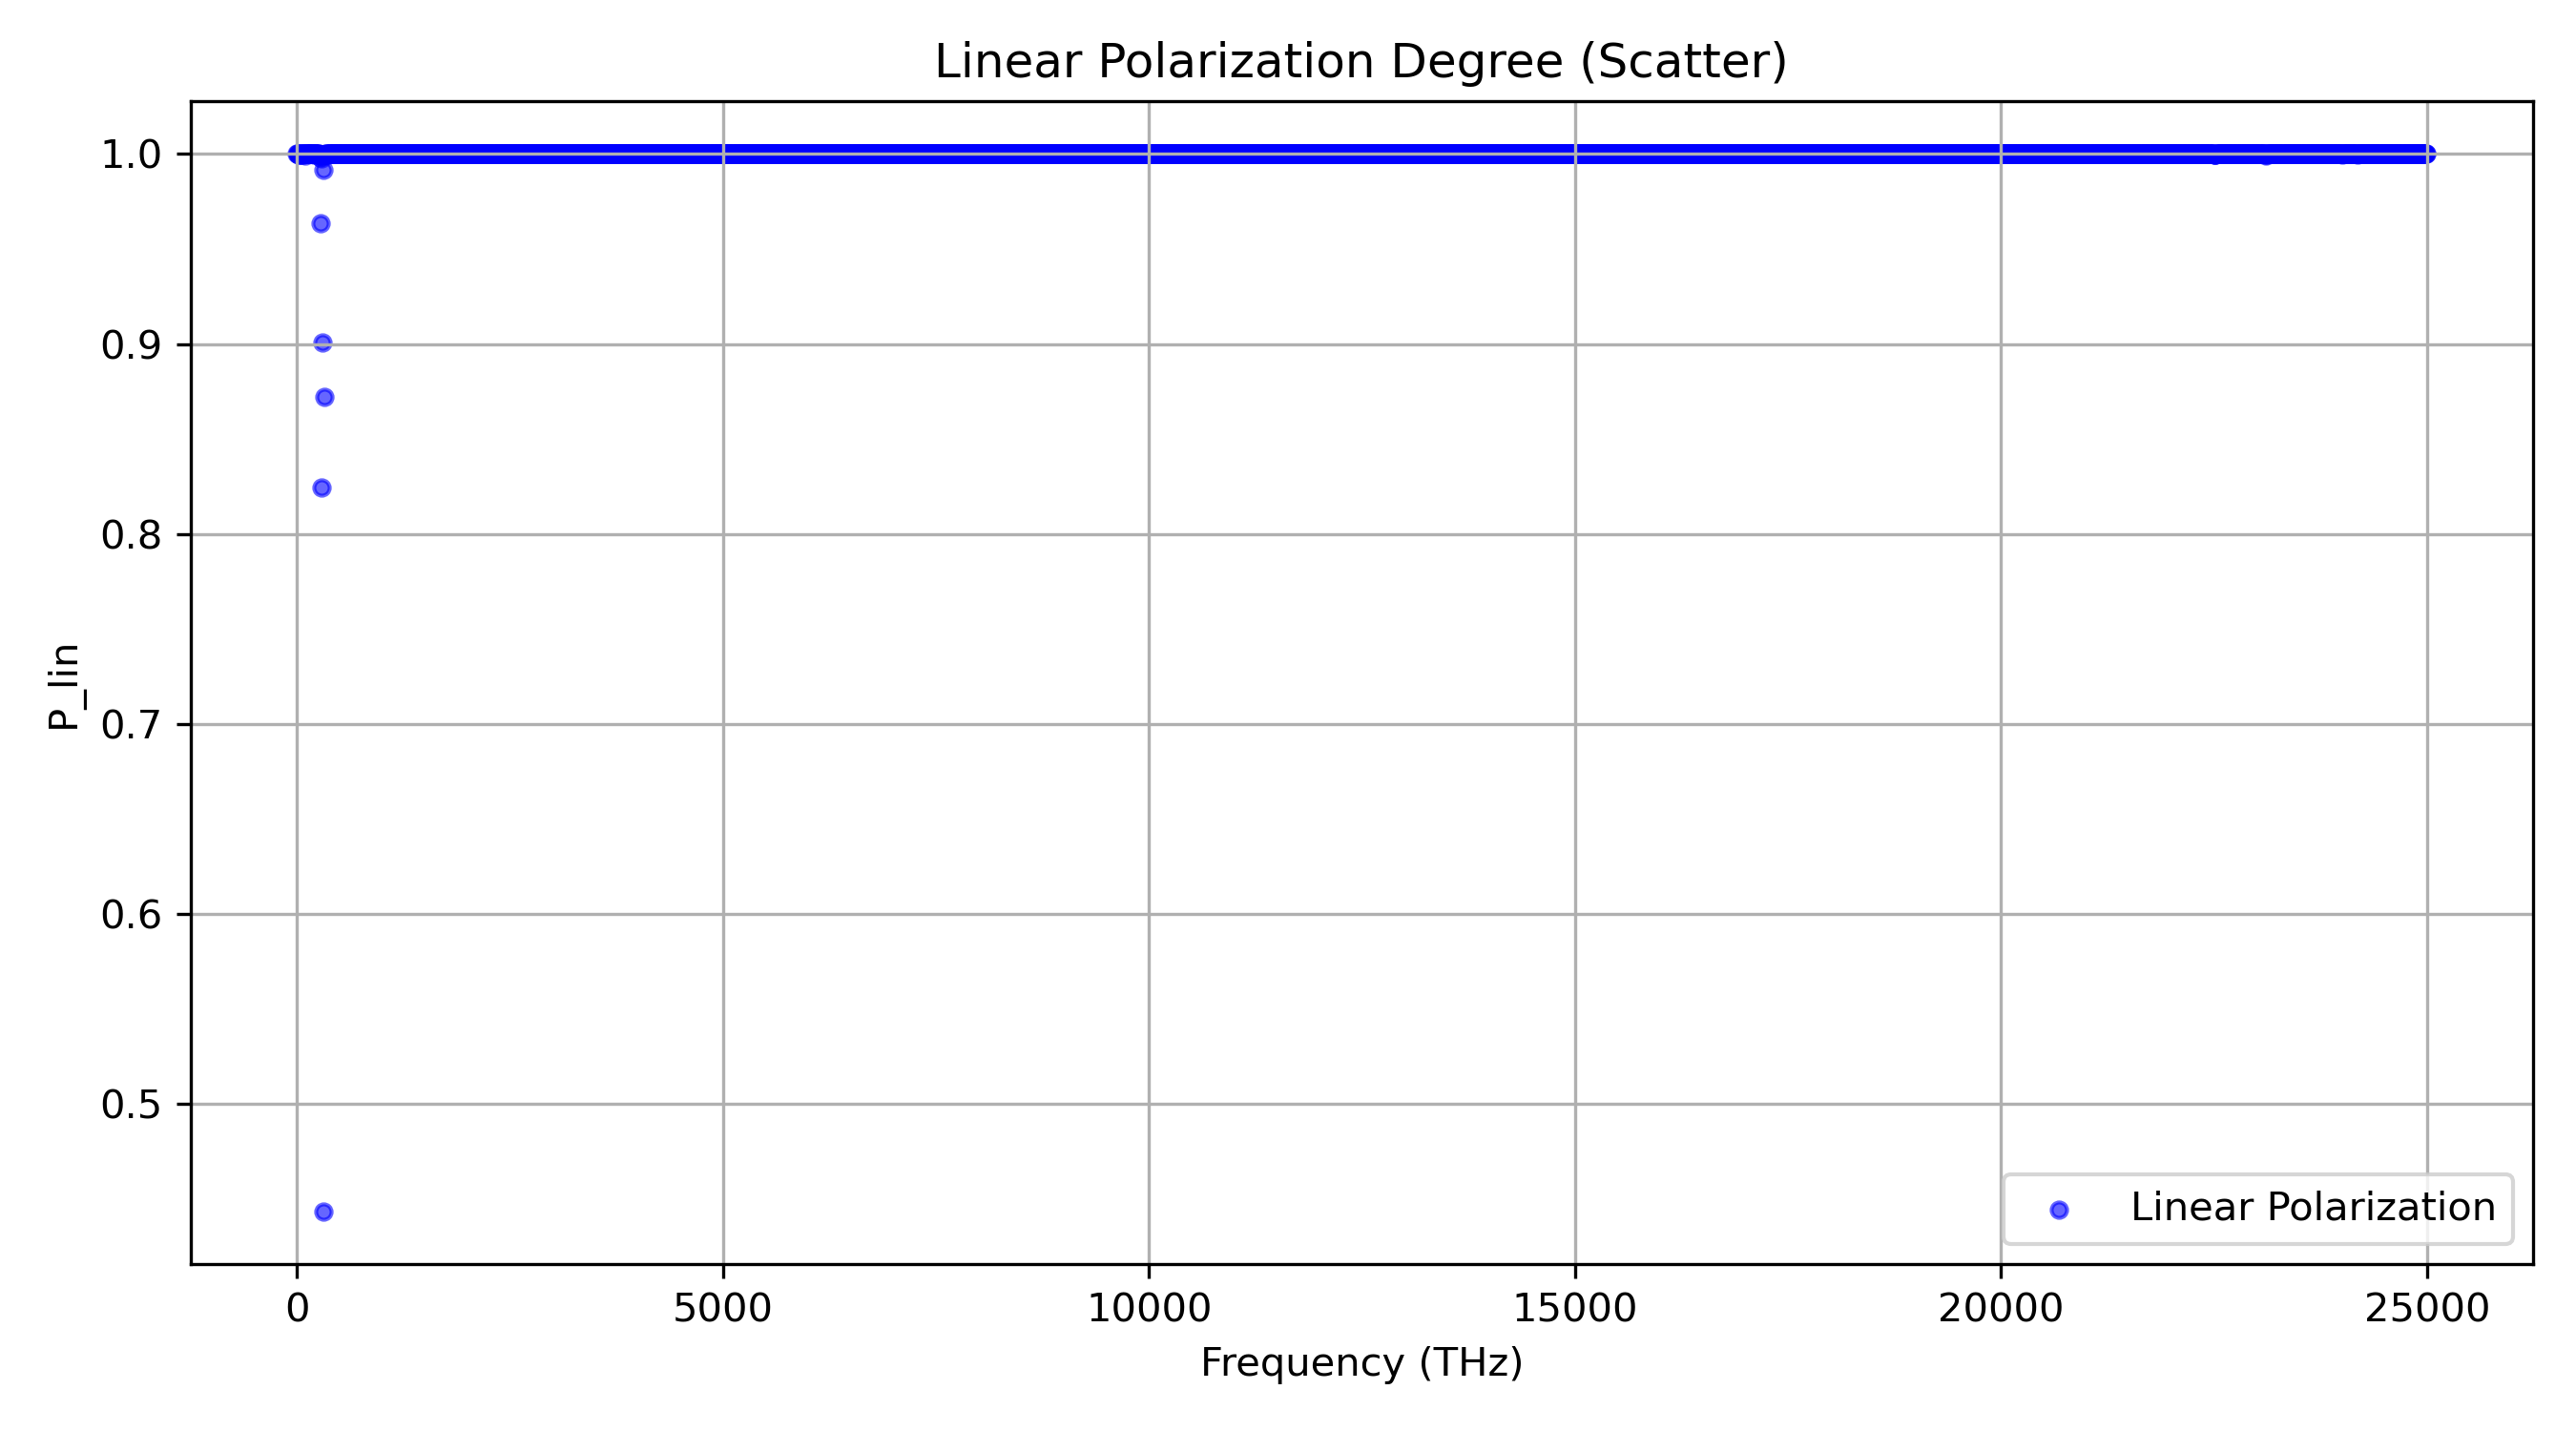 Linear Polarization Degree (Scatter)
1.0
0.9
0.8
0.7
0.6
0.5
P_lin
0 5000 10000 15000 20000 25000
Frequency (THz)
Linear Polarization